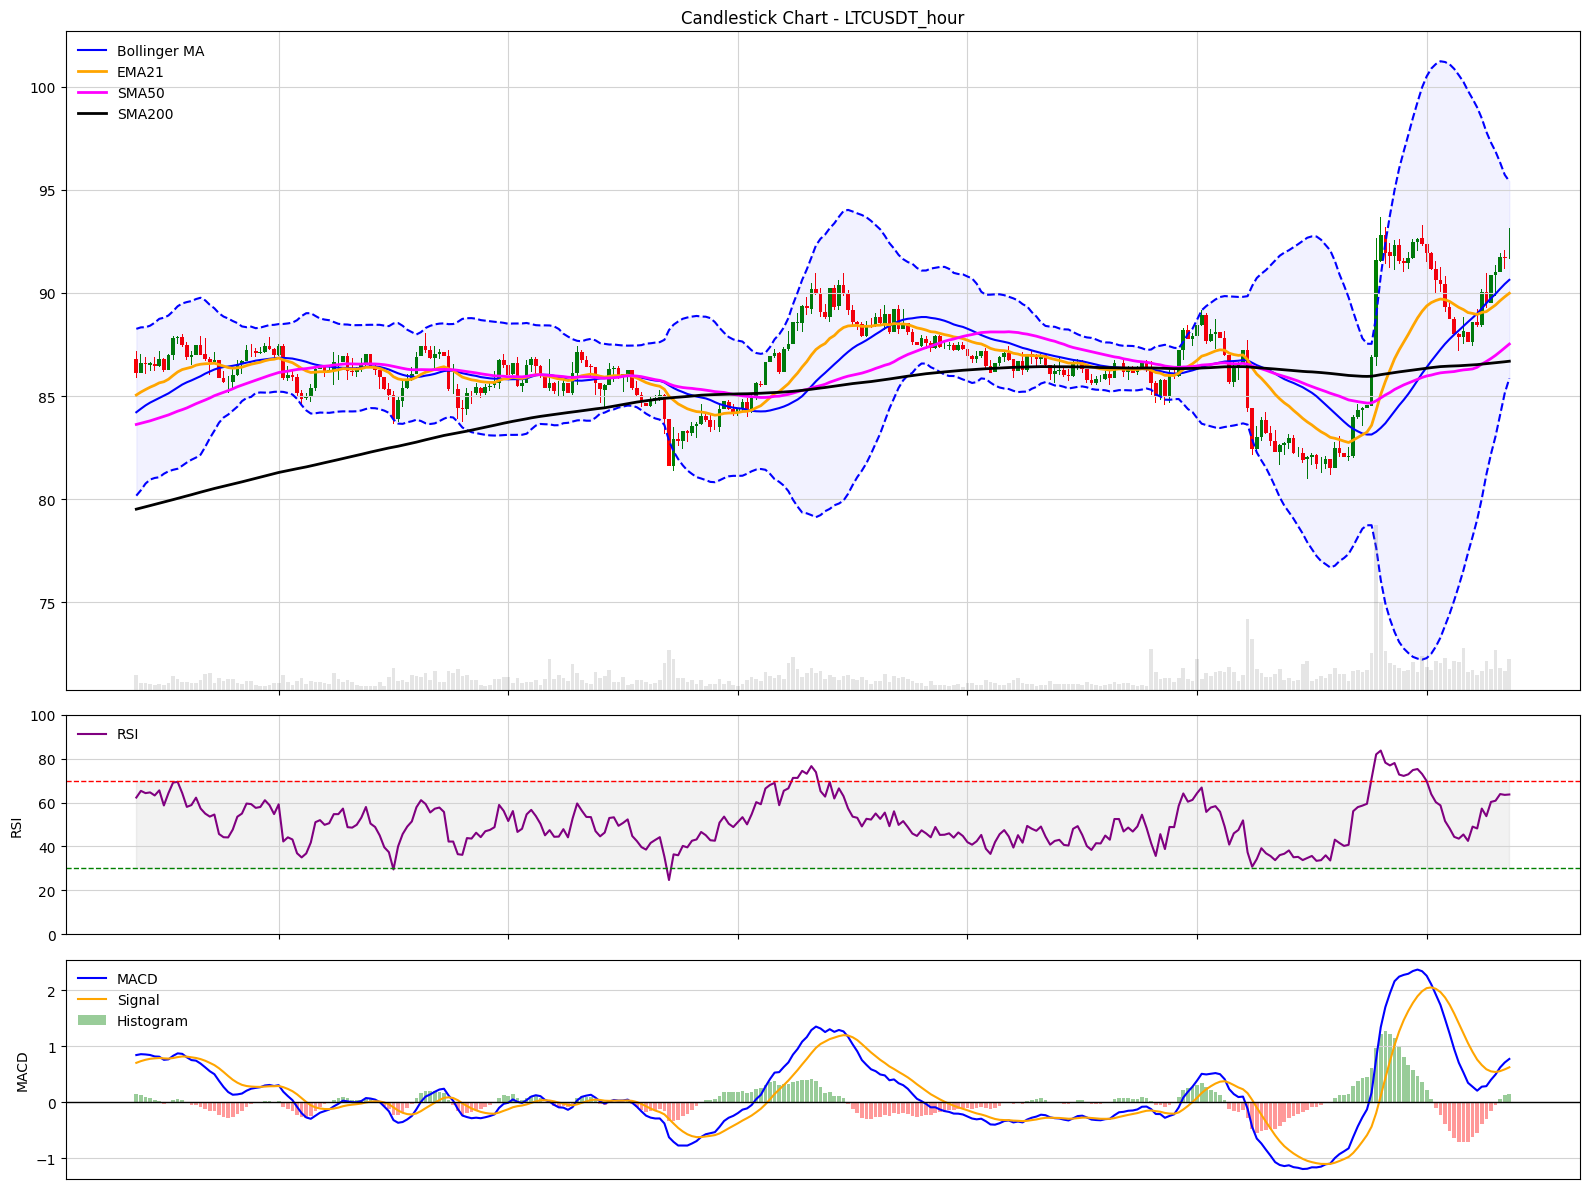 Candlestick Chart - LTCUSDT_hour
Bollinger MA
EMA21
SMA50
SMA200
100
95
90
85
80
75
RSI
100
80
60
40
20
0
RSI
MACD
Signal
Histogram
2
1
0
−1
MACD